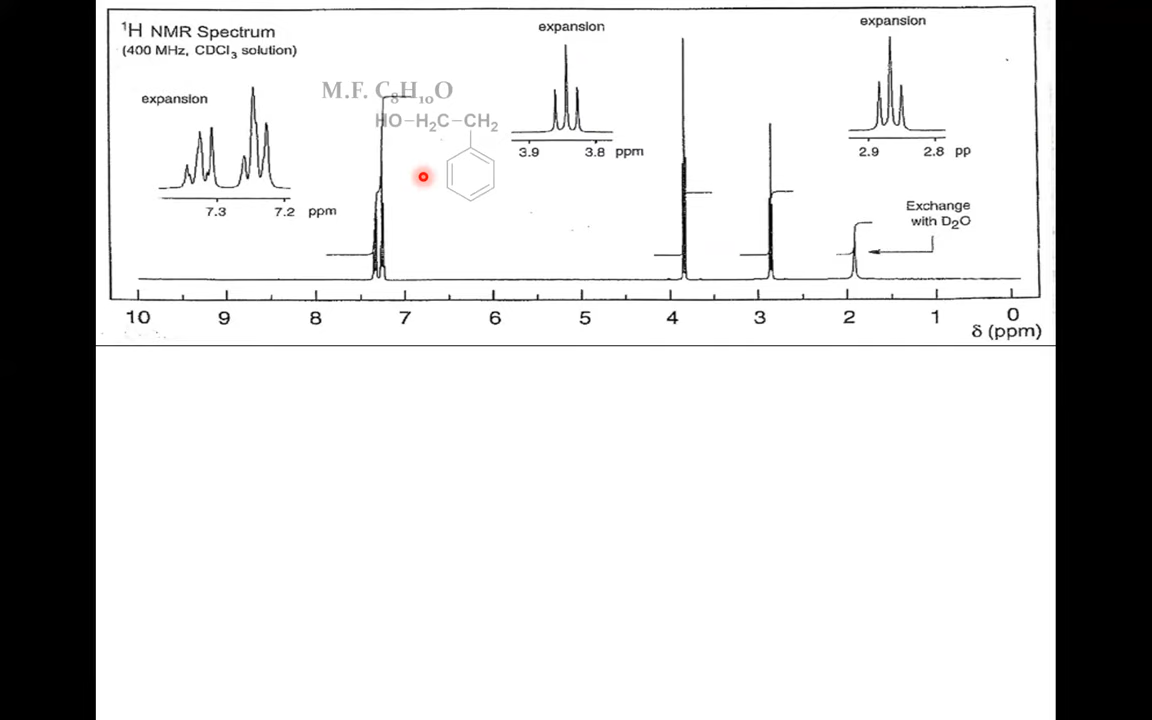 ¹H NMR Spectrum
(400 MHz, CDCl₃ solution)
expansion
7.3 7.2 ppm
M.F. C₈H₁₀O
HO−H₂C−CH₂
expansion
3.9 3.8 ppm
expansion
2.9 2.8 pp
Exchange
with D₂O
10 9 8 7 6 5 4 3 2 1 0
δ (ppm)